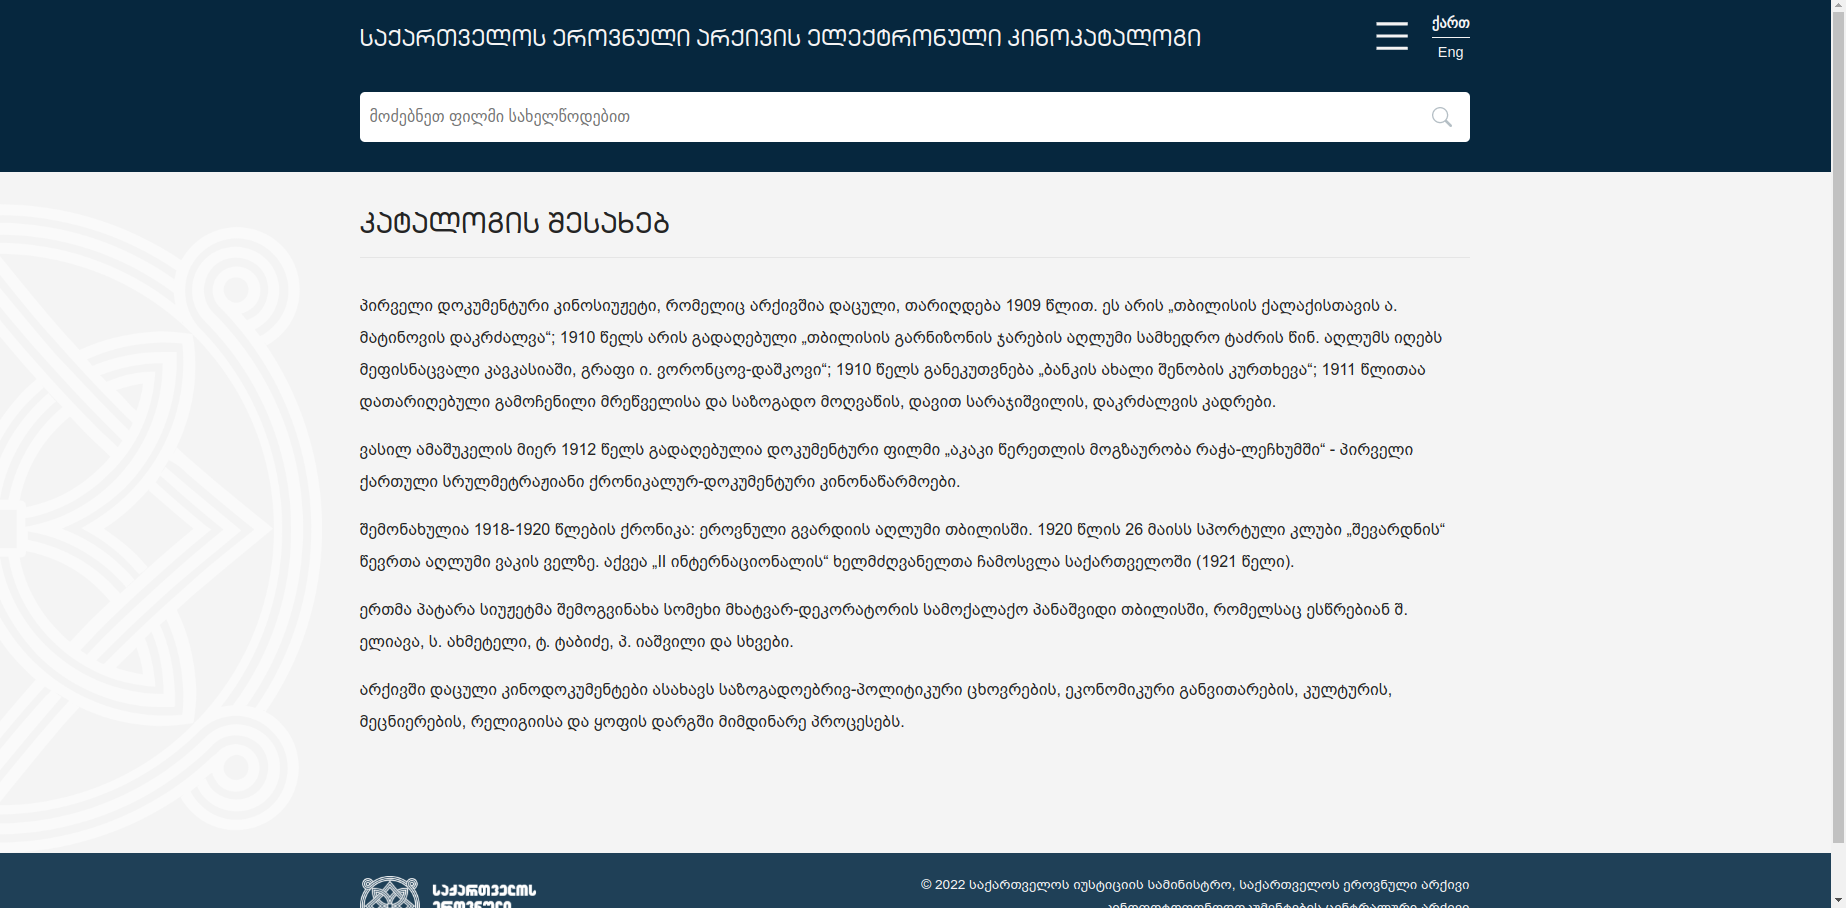 საქართველოს ეროვნული არქივის ელექტრონული კინოკატალოგი
ქართ
Eng
მოძებნეთ ფილმი სახელწოდებით
კატალოგის შესახებ
პირველი დოკუმენტური კინოსიუჟეტი, რომელიც არქივშია დაცული, თარიღდება 1909 წლით. ეს არის „თბილისის ქალაქისთავის ა.
მატინოვის დაკრძალვა“; 1910 წელს არის გადაღებული „თბილისის გარნიზონის ჯარების აღლუმი სამხედრო ტაძრის წინ. აღლუმს იღებს
მეფისნაცვალი კავკასიაში, გრაფი ი. ვორონცოვ-დაშკოვი“; 1910 წელს განეკუთვნება „ბანკის ახალი შენობის კურთხევა“; 1911 წლითაა
დათარიღებული გამოჩენილი მრეწველისა და საზოგადო მოღვაწის, დავით სარაჯიშვილის, დაკრძალვის კადრები.
ვასილ ამაშუკელის მიერ 1912 წელს გადაღებულია დოკუმენტური ფილმი „აკაკი წერეთლის მოგზაურობა რაჭა-ლეჩხუმში“ - პირველი
ქართული სრულმეტრაჟიანი ქრონიკალურ-დოკუმენტური კინონაწარმოები.
შემონახულია 1918-1920 წლების ქრონიკა: ეროვნული გვარდიის აღლუმი თბილისში. 1920 წლის 26 მაისს სპორტული კლუბი „შევარდნის“
წევრთა აღლუმი ვაკის ველზე. აქვეა „II ინტერნაციონალის“ ხელმძღვანელთა ჩამოსვლა საქართველოში (1921 წელი).
ერთმა პატარა სიუჟეტმა შემოგვინახა სომეხი მხატვარ-დეკორატორის სამოქალაქო პანაშვიდი თბილისში, რომელსაც ესწრებიან შ.
ელიავა, ს. ახმეტელი, ტ. ტაბიძე, პ. იაშვილი და სხვები.
არქივში დაცული კინოდოკუმენტები ასახავს საზოგადოებრივ-პოლიტიკური ცხოვრების, ეკონომიკური განვითარების, კულტურის,
მეცნიერების, რელიგიისა და ყოფის დარგში მიმდინარე პროცესებს.
საქართველოს
ეროვნული
© 2022 საქართველოს იუსტიციის სამინისტრო, საქართველოს ეროვნული არქივი
კინოფოტოფონოდოკუმენტების ცენტრალური არქივი